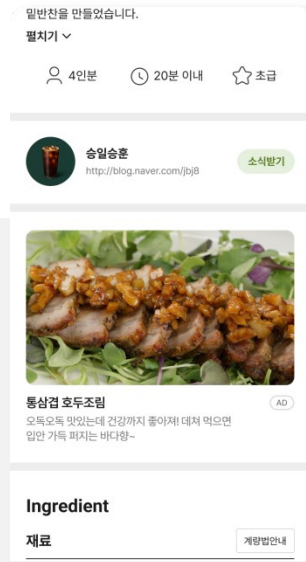 밑반찬을 만들었습니다.
펼치기
4인분 20분 이내 초급
승일승훈
http://blog.naver.com/jbj8
소식받기
통삼겹 호두조림
AD
오독오독 맛있는데 건강까지 좋아져! 데쳐 먹으면
입안 가득 퍼지는 바다향~
Ingredient
재료
계량법안내